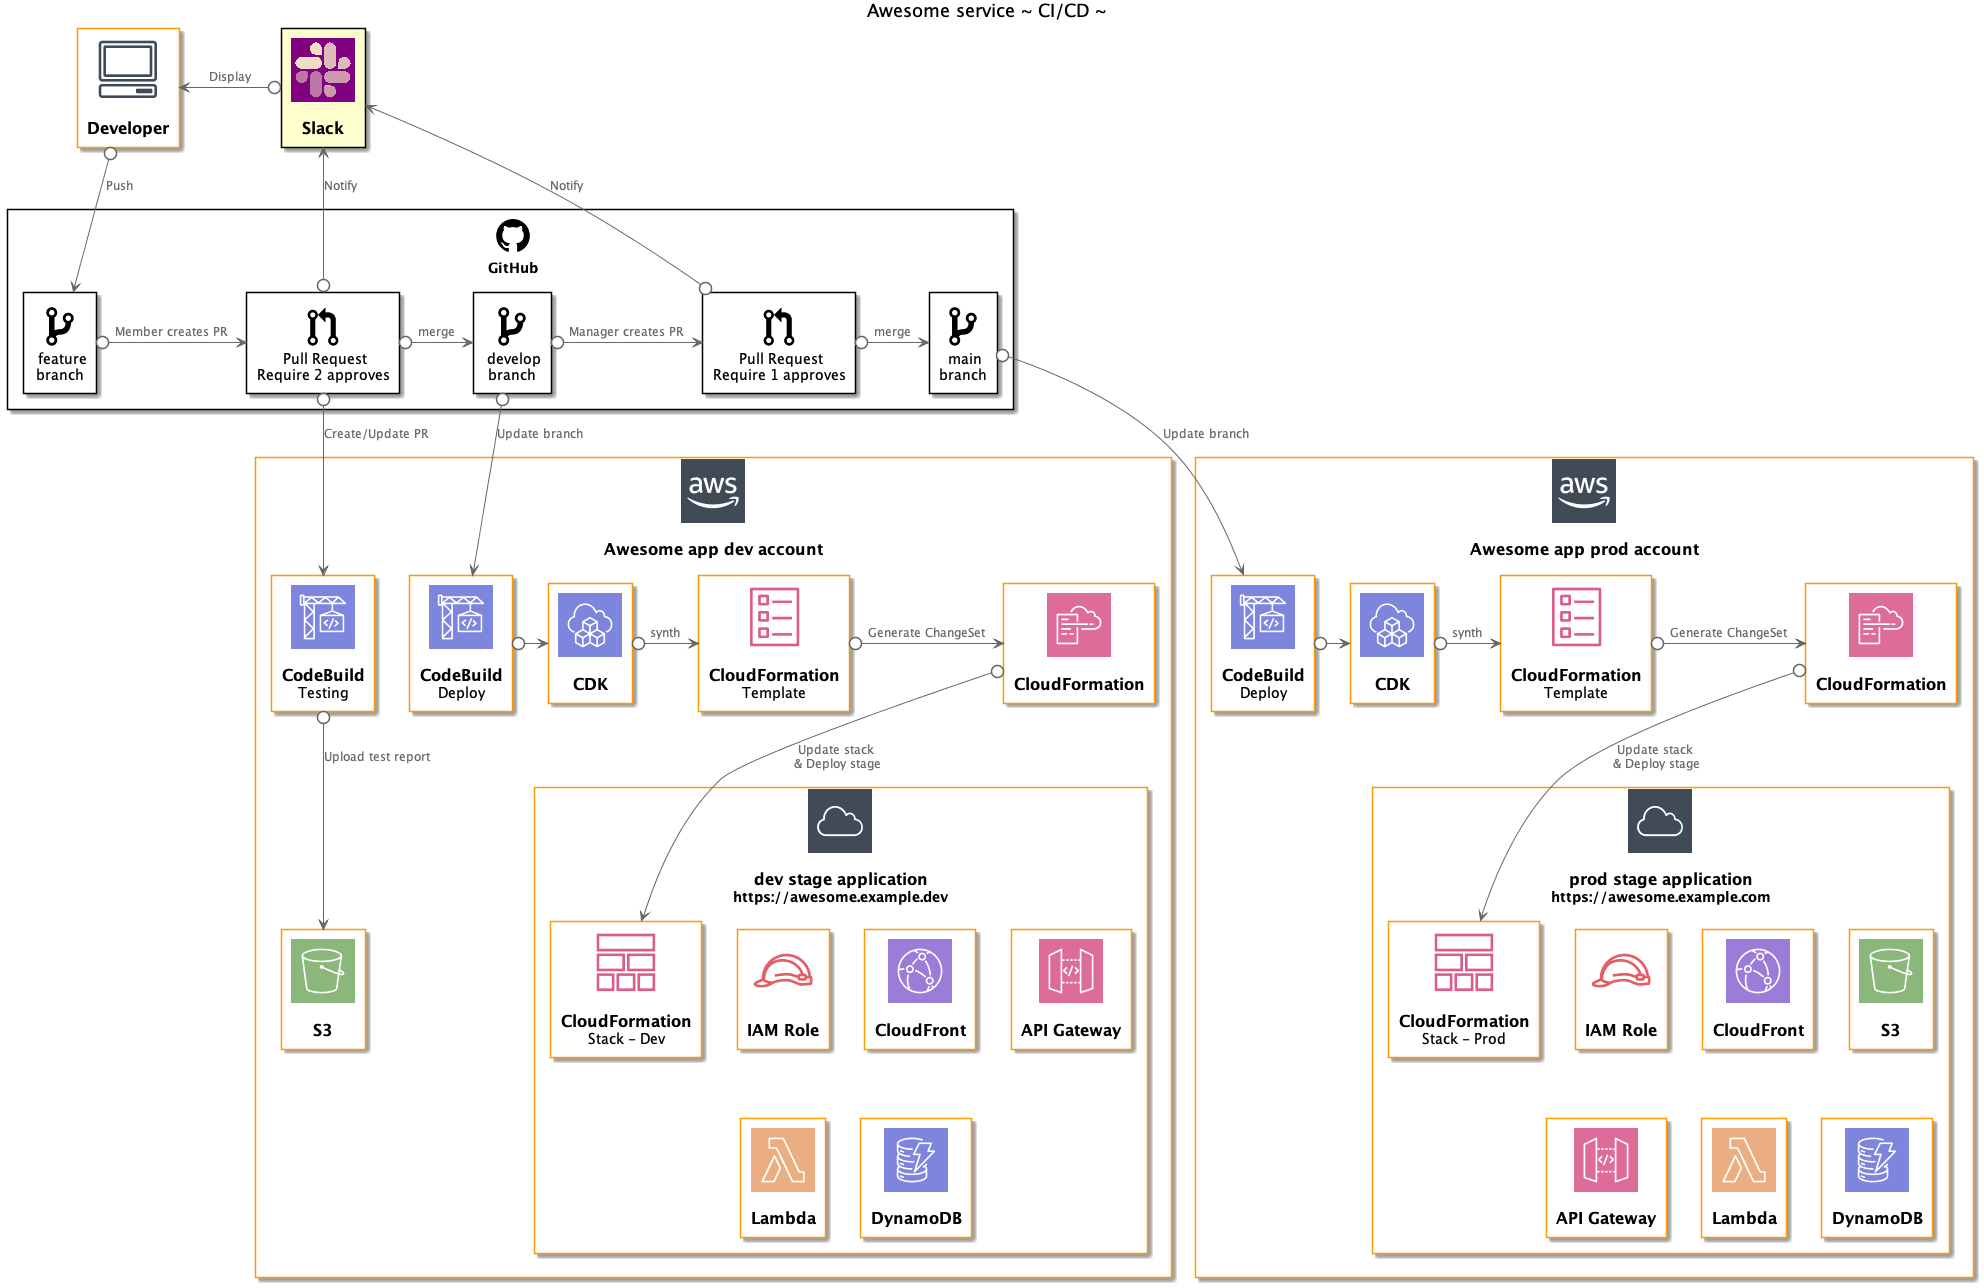 Awesome service ~ CI/CD ~
Display
Developer
Slack
Push
Notify
Notify
GitHub
Member creates PR
merge
Manager creates PR
merge
feature
branch
Pull Request
Require 2 approves
develop
branch
Pull Request
Require 1 approves
main
branch
Create/Update PR
Update branch
Update branch
aws
Awesome app dev account
CodeBuild
Testing
CodeBuild
Deploy
CDK
synth
CloudFormation
Template
Generate ChangeSet
CloudFormation
Upload test report
Update stack
& Deploy stage
S3
dev stage application
https://awesome.example.dev
CloudFormation
Stack – Dev
IAM Role
CloudFront
API Gateway
Lambda
DynamoDB
aws
Awesome app prod account
CodeBuild
Deploy
CDK
synth
CloudFormation
Template
Generate ChangeSet
CloudFormation
Update stack
& Deploy stage
prod stage application
https://awesome.example.com
CloudFormation
Stack – Prod
IAM Role
CloudFront
S3
API Gateway
Lambda
DynamoDB